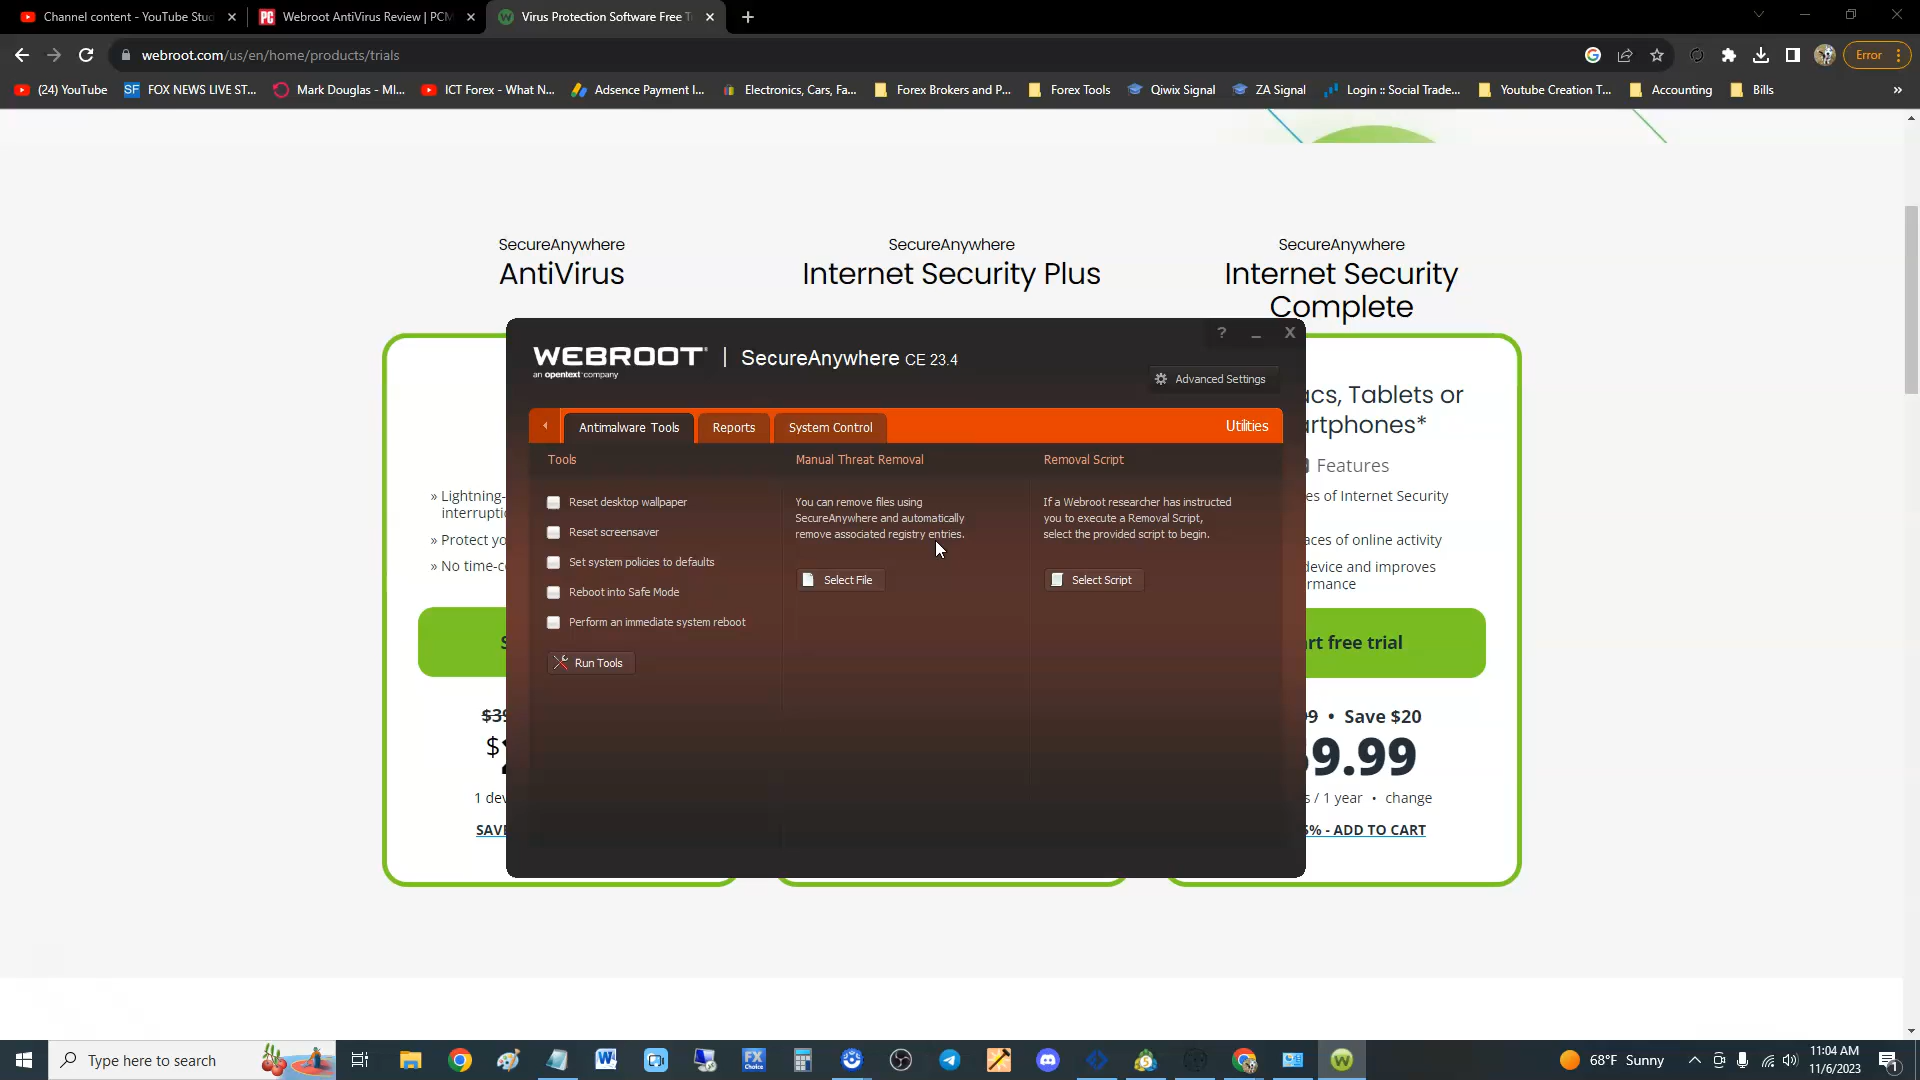 Channel content - YouTube Stu
Webroot AntiVirus Review | PCM
Virus Protection Software Free T
webroot.com/us/en/home/products/trials
Error
(24) YouTube
SF FOX NEWS LIVE ST...
Mark Douglas - MI...
ICT Forex - What N...
Adsence Payment I...
Electronics, Cars, Fa...
Forex Brokers and P...
Forex Tools
Qiwix Signal
ZA Signal
Login :: Social Trade...
Youtube Creation T...
Accounting
Bills
»
SecureAnywhere
AntiVirus
SecureAnywhere
Internet Security Plus
SecureAnywhere
Internet Security
Complete
WEBROOT®
an opentext company
SecureAnywhere CE 23.4
? _ X
Advanced Settings
Antimalware Tools
Reports
System Control
Utilities
Tools
Reset desktop wallpaper
Reset screensaver
Set system policies to defaults
Reboot into Safe Mode
Perform an immediate system reboot
Run Tools
Manual Threat Removal
You can remove files using
SecureAnywhere and automatically
remove associated registry entries.
Select File
Removal Script
If a Webroot researcher has instructed
you to execute a Removal Script,
select the provided script to begin.
Select Script
» Lightning-
interruptio
» Protect yo
» No time-c
$39
$
1 dev
SAVE
cs, Tablets or
rtphones*
Features
es of Internet Security
aces of online activity
device and improves
rmance
rt free trial
99 • Save $20
9.99
s / 1 year • change
% - ADD TO CART
Type here to search
FX
Choice
68°F Sunny
11:04 AM
11/6/2023
1